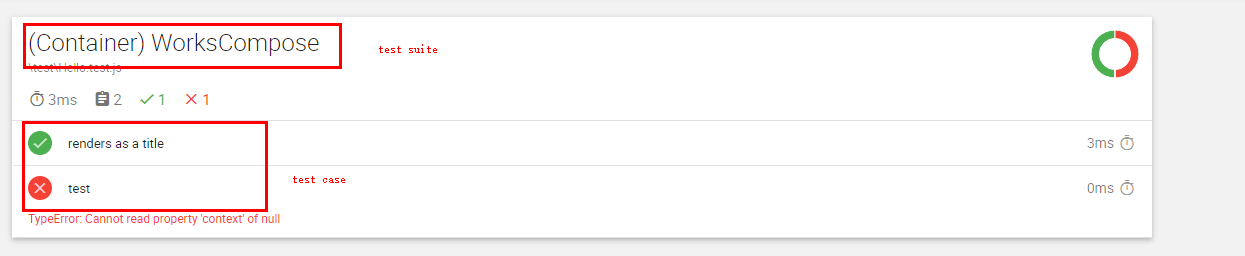 (Container) WorksCompose
test suite
\test\Hello.test.js
3ms 2 1 1
renders as a title 3ms
test case
test 0ms
TypeError: Cannot read property 'context' of null